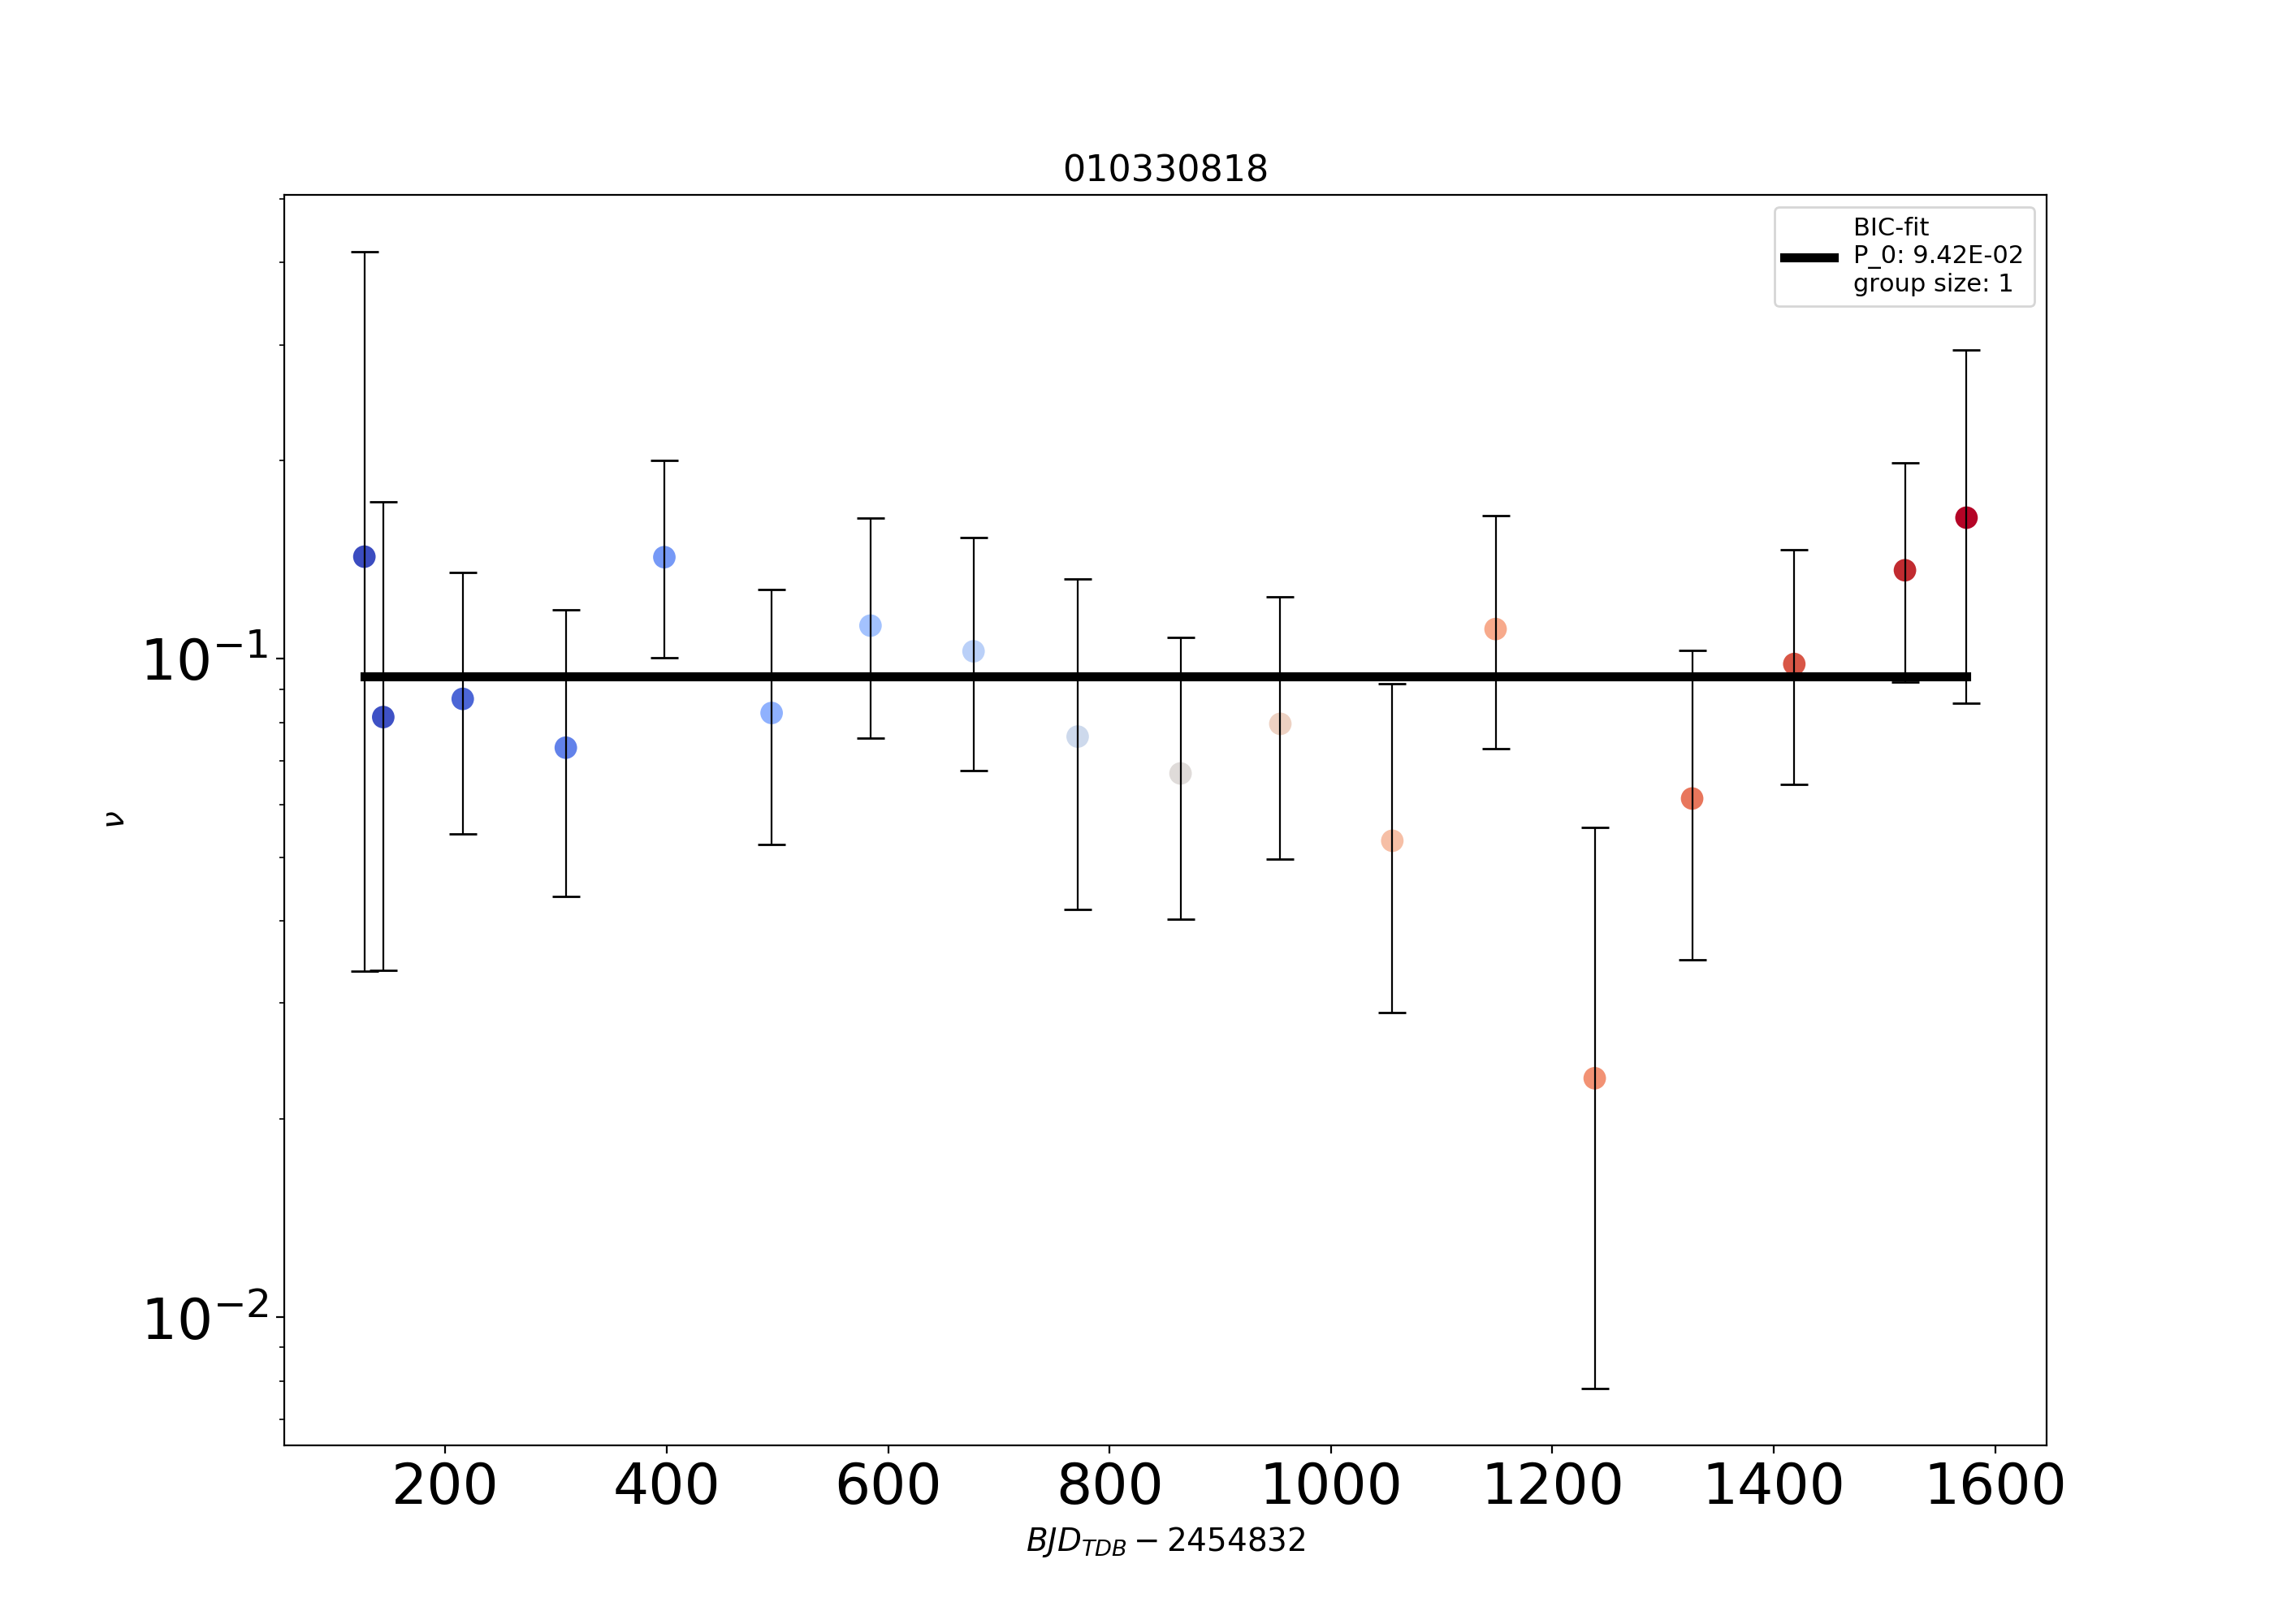 010330818
BIC-fit
P_0: 9.42E-02
group size: 1
10⁻¹
10⁻²
ν
200 400 600 800 1000 1200 1400 1600
BJD_TDB − 2454832